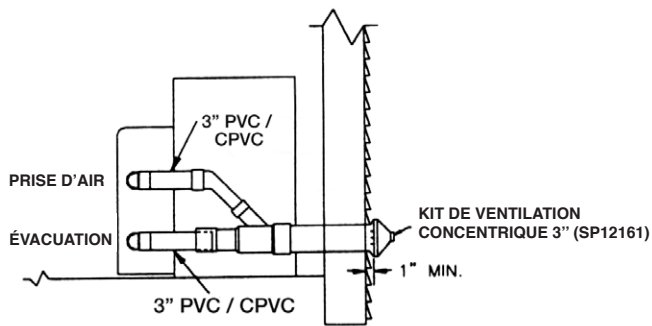 3” PVC /
CPVC
PRISE D’AIR
ÉVACUATION
KIT DE VENTILATION
CONCENTRIQUE 3” (SP12161)
1" MIN.
3” PVC / CPVC